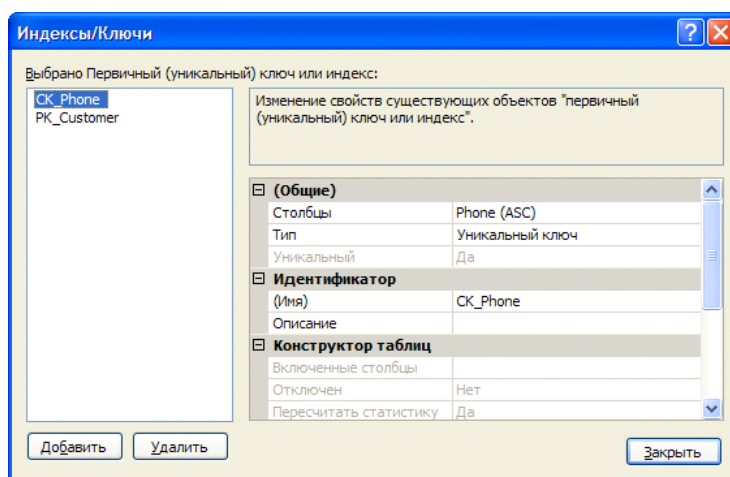 Индексы/Ключи
Выбрано Первичный (уникальный) ключ или индекс:
CK_Phone
PK_Customer
Изменение свойств существующих объектов "первичный
(уникальный) ключ или индекс".
(Общие)
Столбцы Phone (ASC)
Тип Уникальный ключ
Уникальный Да
Идентификатор
(Имя) CK_Phone
Описание
Конструктор таблиц
Включенные столбцы
Отключен Нет
Пересчитать статистику Да
Добавить Удалить Закрыть